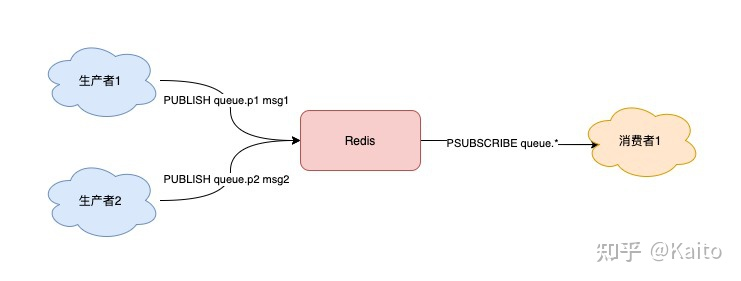 生产者1
PUBLISH queue.p1 msg1
Redis
PSUBSCRIBE queue.*
消费者1
PUBLISH queue.p2 msg2
生产者2
知乎 @Kaito